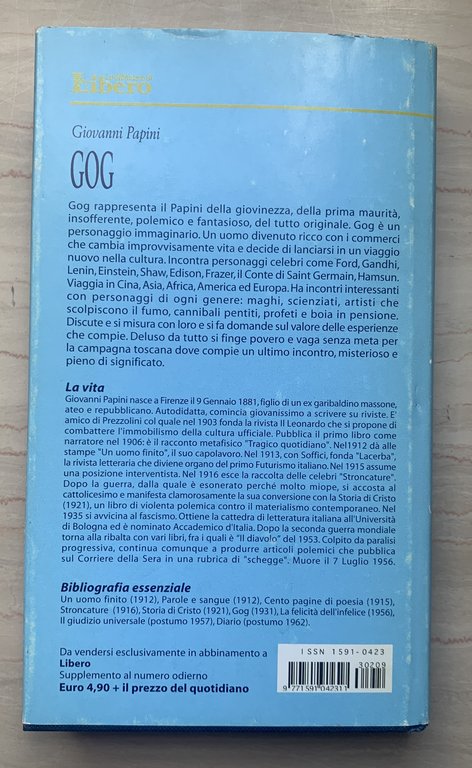 Libero
Giovanni Papini
GOG
Gog rappresenta il Papini della giovinezza, della prima maurità,
insofferente, polemico e fantasioso, del tutto originale. Gog è un
personaggio immaginario. Un uomo divenuto ricco con i commerci
che cambia improvvisamente vita e decide di lanciarsi in un viaggio
nuovo nella cultura. Incontra personaggi celebri come Ford, Gandhi,
Lenin, Einstein, Shaw, Edison, Frazer, il Conte di Saint Germain, Hamsun.
Viaggia in Cina, Asia, Africa, America ed Europa. Ha incontri interessanti
con personaggi di ogni genere: maghi, scienziati, artisti che
scolpiscono il fumo, cannibali pentiti, profeti e boia in pensione.
Discute e si misura con loro e si fa domande sul valore delle esperienze
che compie. Deluso da tutto si finge povero e vaga senza meta per
la campagna toscana dove compie un ultimo incontro, misterioso e
pieno di significato.
La vita
Giovanni Papini nasce a Firenze il 9 Gennaio 1881, figlio di un ex garibaldino massone,
ateo e repubblicano. Autodidatta, comincia giovanissimo a scrivere su riviste. E'
amico di Prezzolini col quale nel 1903 fonda la rivista Il Leonardo che si propone di
combattere l'immobilismo della cultura ufficiale. Pubblica il primo libro come
narratore nel 1906: è il racconto metafisico "Tragico quotidiano". Nel1912 dà alle
stampe "Un uomo finito", il suo capolavoro. Nel 1913, con Soffici, fonda "Lacerba",
la rivista letteraria che diviene organo del primo Futurismo italiano. Nel 1915 assume
una posizione interventista. Nel 1916 esce la raccolta delle celebri "Stroncature".
Dopo la guerra, dalla quale è esonerato perché molto miope, si accosta al
cattolicesimo e manifesta clamorosamente la sua conversione con la Storia di Cristo
(1921), un libro di violenta polemica contro il materialismo contemporaneo. Nel
1935 si avvicina al fascismo. Ottiene la cattedra di letteratura italiana all'Università
di Bologna ed è nominato Accademico d'Italia. Dopo la seconda guerra mondiale
torna alla ribalta con vari libri, fra i quali è "Il diavolo" del 1953. Colpito da paralisi
progressiva, continua comunque a produrre articoli polemici che pubblica
sul Corriere della Sera in una rubrica di "schegge". Muore il 7 Luglio 1956.
Bibliografia essenziale
Un uomo finito (1912), Parole e sangue (1912), Cento pagine di poesia (1915),
Stroncature (1916), Storia di Cristo (1921), Gog (1931), La felicità dell'infelice (1956),
Il giudizio universale (postumo 1957), Diario (postumo 1962).
Da vendersi esclusivamente in abbinamento a
Libero
Supplemento al numero odierno
Euro 4,90 + il prezzo del quotidiano
ISSN 1591-0423
30209
9 771591 042311